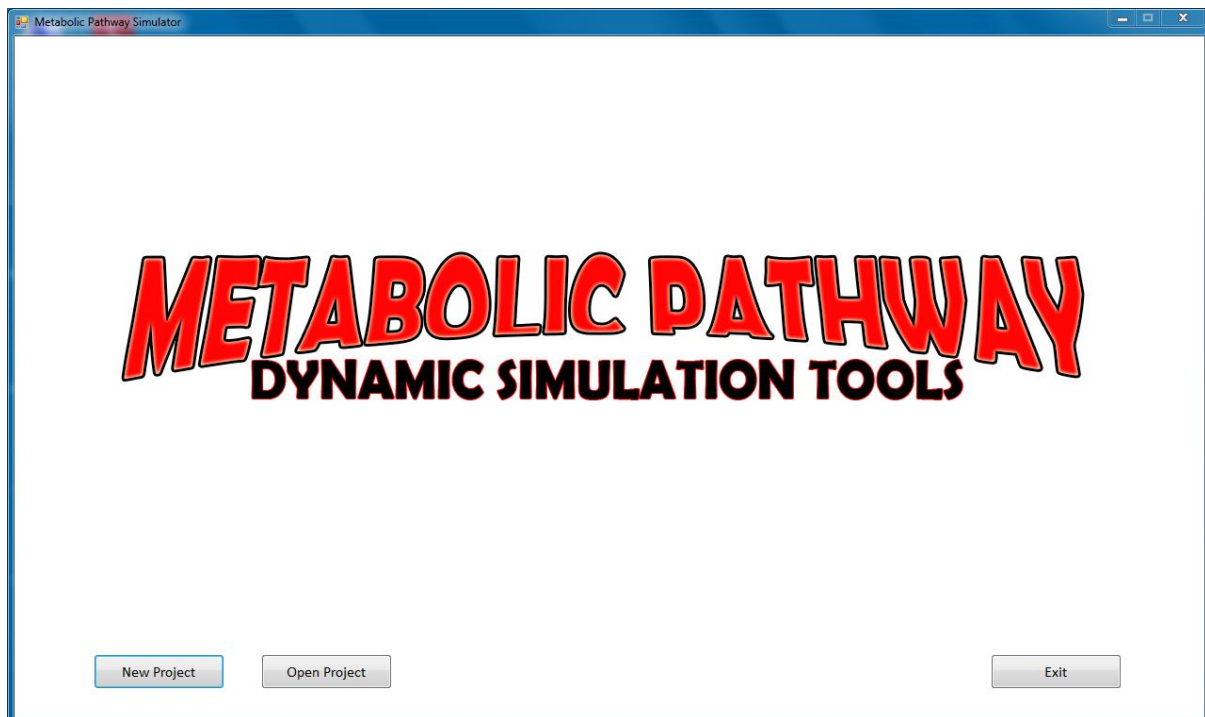 Metabolic Pathway Simulator
METABOLIC PATHWAY
DYNAMIC SIMULATION TOOLS
New Project
Open Project
Exit